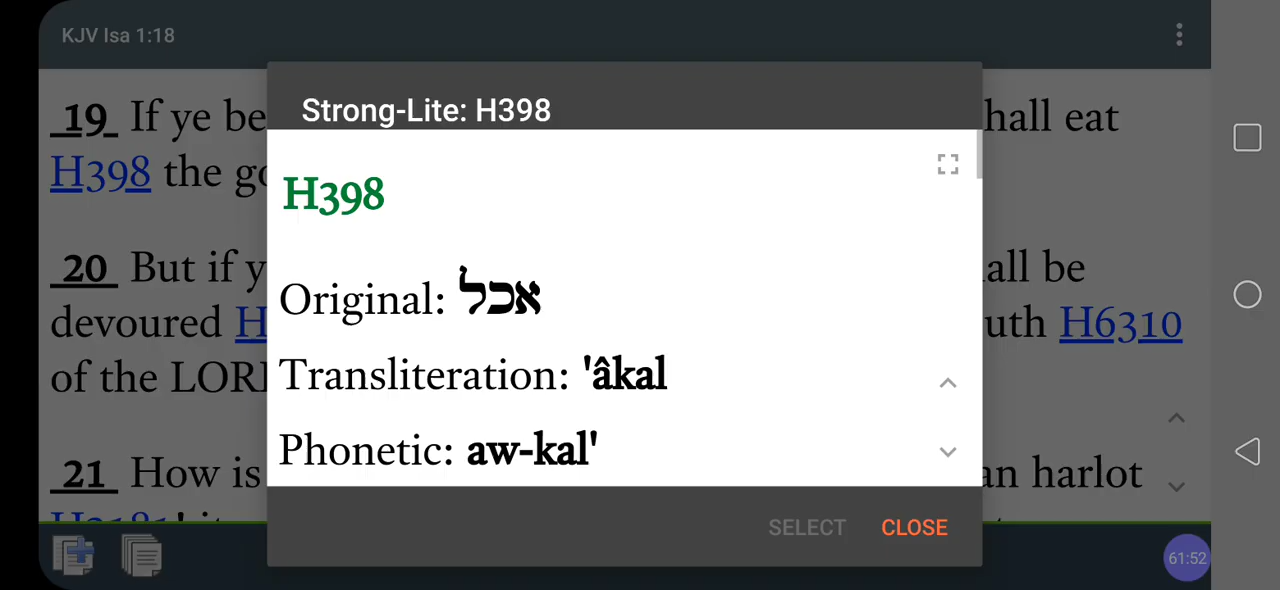 KJV Isa 1:18
Strong-Lite: H398
19 If ye be
hall eat
H398 the go
H398
20 But if y
all be
Original: אכל
devoured H
uth H6310
of the LOR
Transliteration: 'âkal
Phonetic: aw-kal'
21 How is
an harlot
SELECT CLOSE
61:52